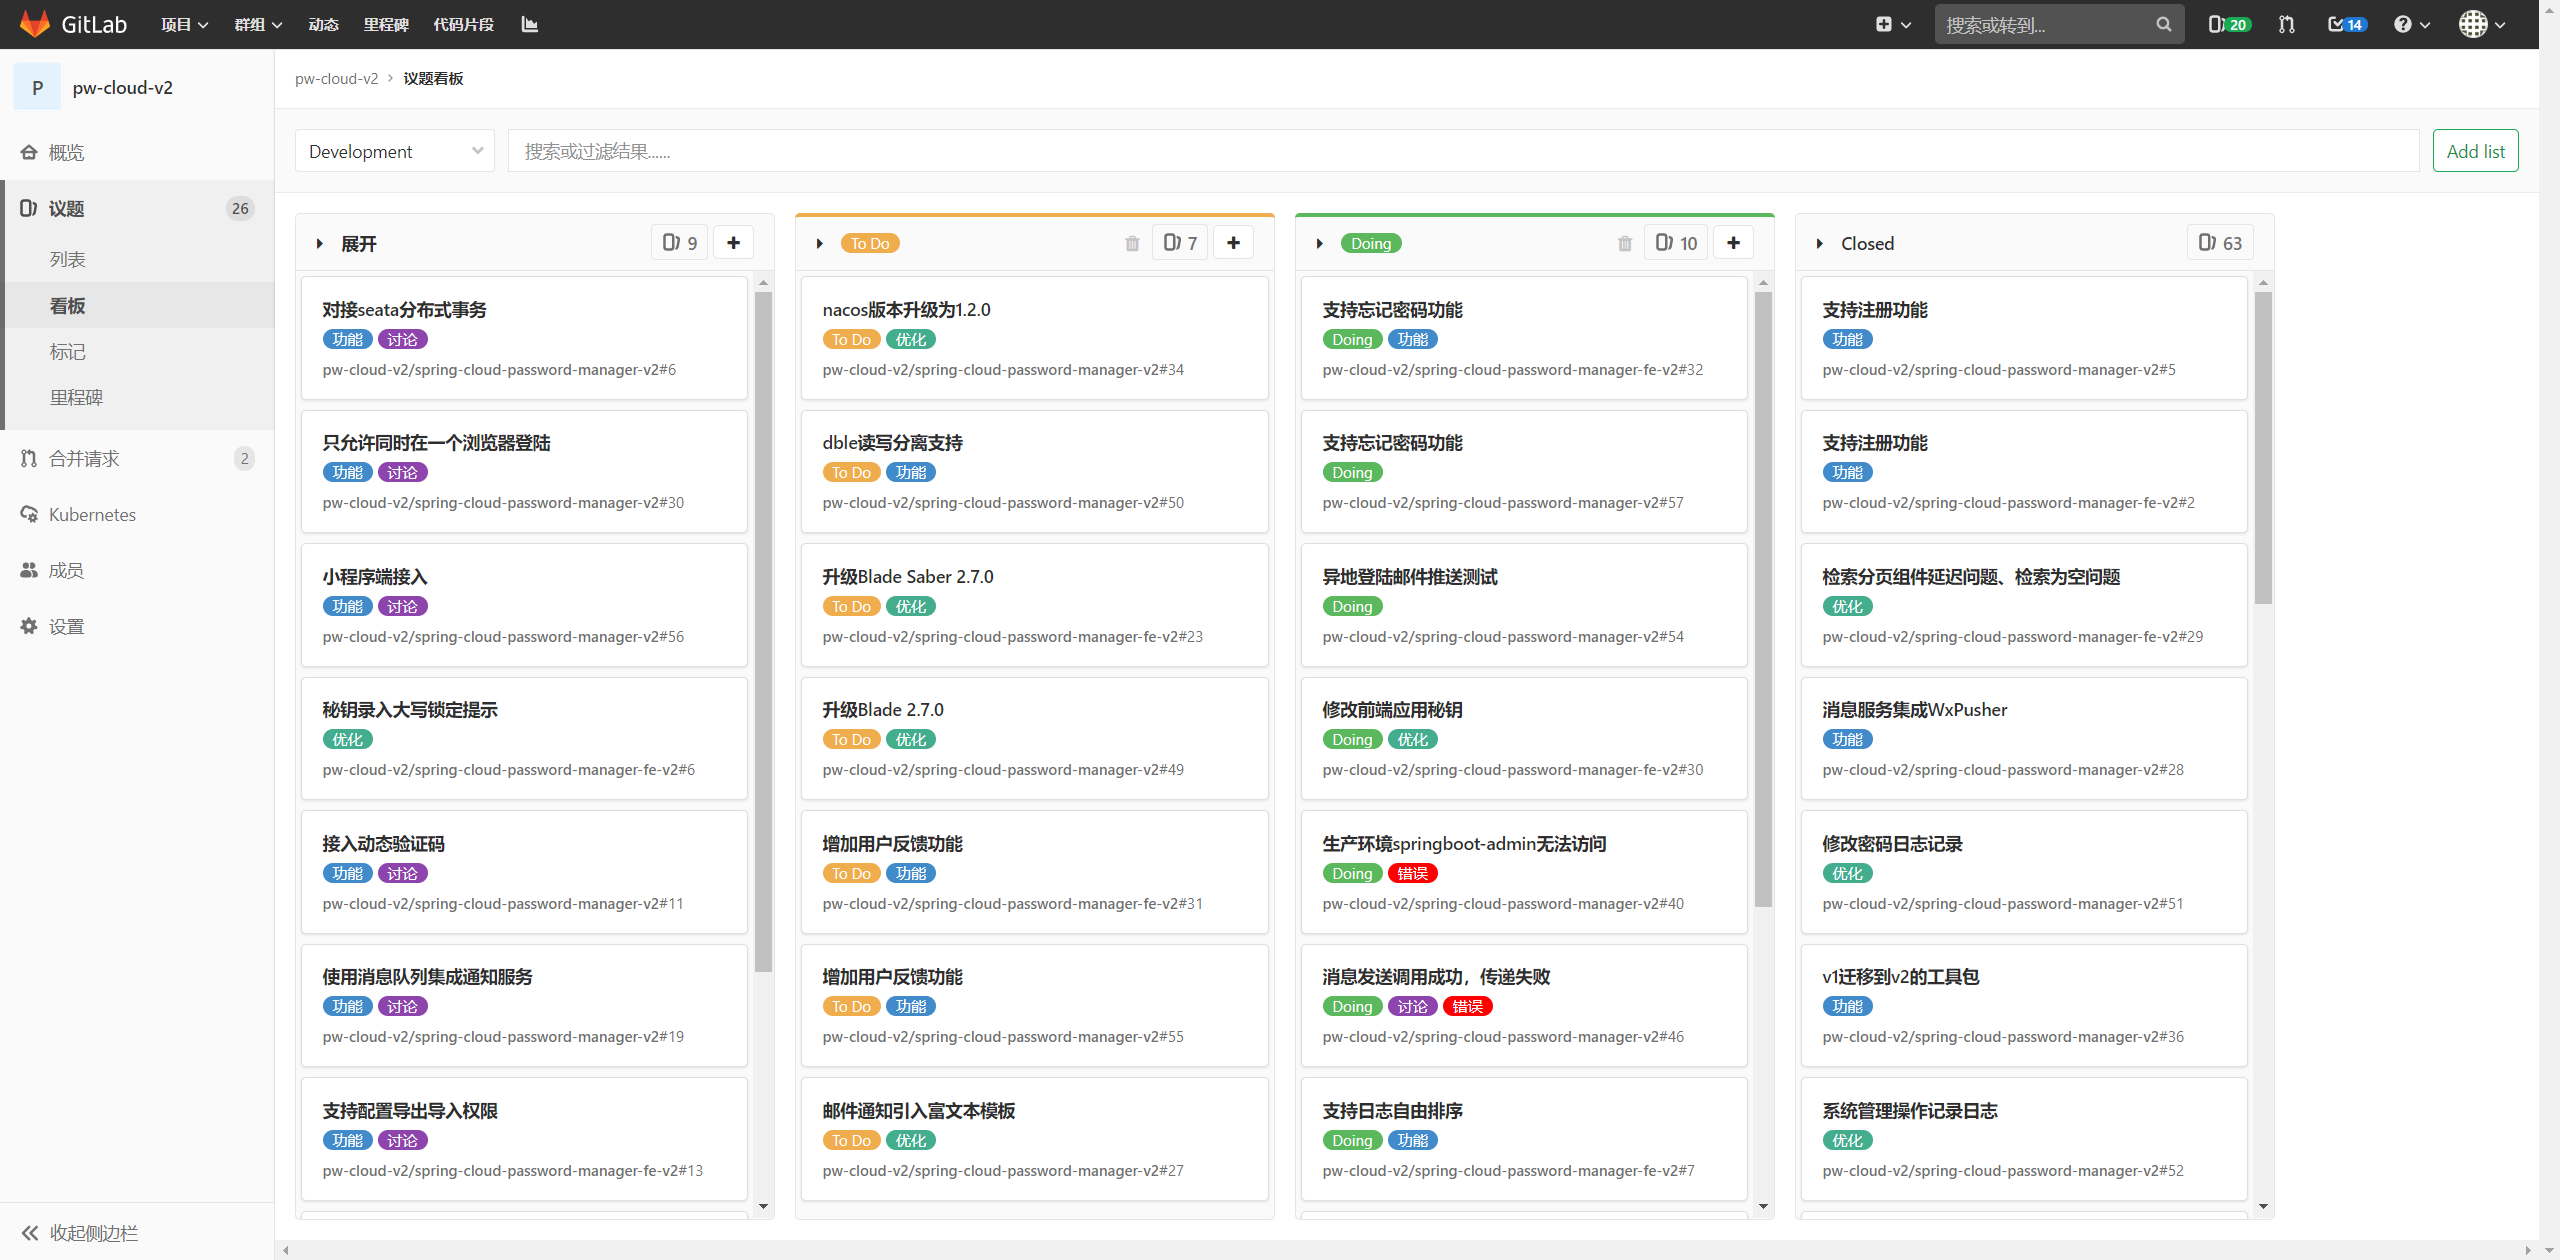 GitLab 项目 群组 动态 里程碑 代码片段 搜索或转到... 20 14
P pw-cloud-v2
概览
议题 26
列表
看板
标记
里程碑
合并请求 2
Kubernetes
成员
设置
收起侧边栏
pw-cloud-v2 > 议题看板
Development 搜索或过滤结果...... Add list
展开 9
对接seata分布式事务
功能 讨论
pw-cloud-v2/spring-cloud-password-manager-v2#6
只允许同时在一个浏览器登陆
功能 讨论
pw-cloud-v2/spring-cloud-password-manager-v2#30
小程序端接入
功能 讨论
pw-cloud-v2/spring-cloud-password-manager-v2#56
秘钥录入大写锁定提示
优化
pw-cloud-v2/spring-cloud-password-manager-fe-v2#6
接入动态验证码
功能 讨论
pw-cloud-v2/spring-cloud-password-manager-v2#11
使用消息队列集成通知服务
功能 讨论
pw-cloud-v2/spring-cloud-password-manager-v2#19
支持配置导出导入权限
功能 讨论
pw-cloud-v2/spring-cloud-password-manager-fe-v2#13
To Do 7
nacos版本升级为1.2.0
To Do 优化
pw-cloud-v2/spring-cloud-password-manager-v2#34
dble读写分离支持
To Do 功能
pw-cloud-v2/spring-cloud-password-manager-v2#50
升级Blade Saber 2.7.0
To Do 优化
pw-cloud-v2/spring-cloud-password-manager-fe-v2#23
升级Blade 2.7.0
To Do 优化
pw-cloud-v2/spring-cloud-password-manager-v2#49
增加用户反馈功能
To Do 功能
pw-cloud-v2/spring-cloud-password-manager-fe-v2#31
增加用户反馈功能
To Do 功能
pw-cloud-v2/spring-cloud-password-manager-v2#55
邮件通知引入富文本模板
To Do 优化
pw-cloud-v2/spring-cloud-password-manager-v2#27
Doing 10
支持忘记密码功能
Doing 功能
pw-cloud-v2/spring-cloud-password-manager-fe-v2#32
支持忘记密码功能
Doing
pw-cloud-v2/spring-cloud-password-manager-v2#57
异地登陆邮件推送测试
Doing
pw-cloud-v2/spring-cloud-password-manager-v2#54
修改前端应用秘钥
Doing 优化
pw-cloud-v2/spring-cloud-password-manager-fe-v2#30
生产环境springboot-admin无法访问
Doing 错误
pw-cloud-v2/spring-cloud-password-manager-v2#40
消息发送调用成功，传递失败
Doing 讨论 错误
pw-cloud-v2/spring-cloud-password-manager-v2#46
支持日志自由排序
Doing 功能
pw-cloud-v2/spring-cloud-password-manager-fe-v2#7
Closed 63
支持注册功能
功能
pw-cloud-v2/spring-cloud-password-manager-v2#5
支持注册功能
功能
pw-cloud-v2/spring-cloud-password-manager-fe-v2#2
检索分页组件延迟问题、检索为空问题
优化
pw-cloud-v2/spring-cloud-password-manager-fe-v2#29
消息服务集成WxPusher
功能
pw-cloud-v2/spring-cloud-password-manager-v2#28
修改密码日志记录
优化
pw-cloud-v2/spring-cloud-password-manager-v2#51
v1迁移到v2的工具包
功能
pw-cloud-v2/spring-cloud-password-manager-v2#36
系统管理操作记录日志
优化
pw-cloud-v2/spring-cloud-password-manager-v2#52